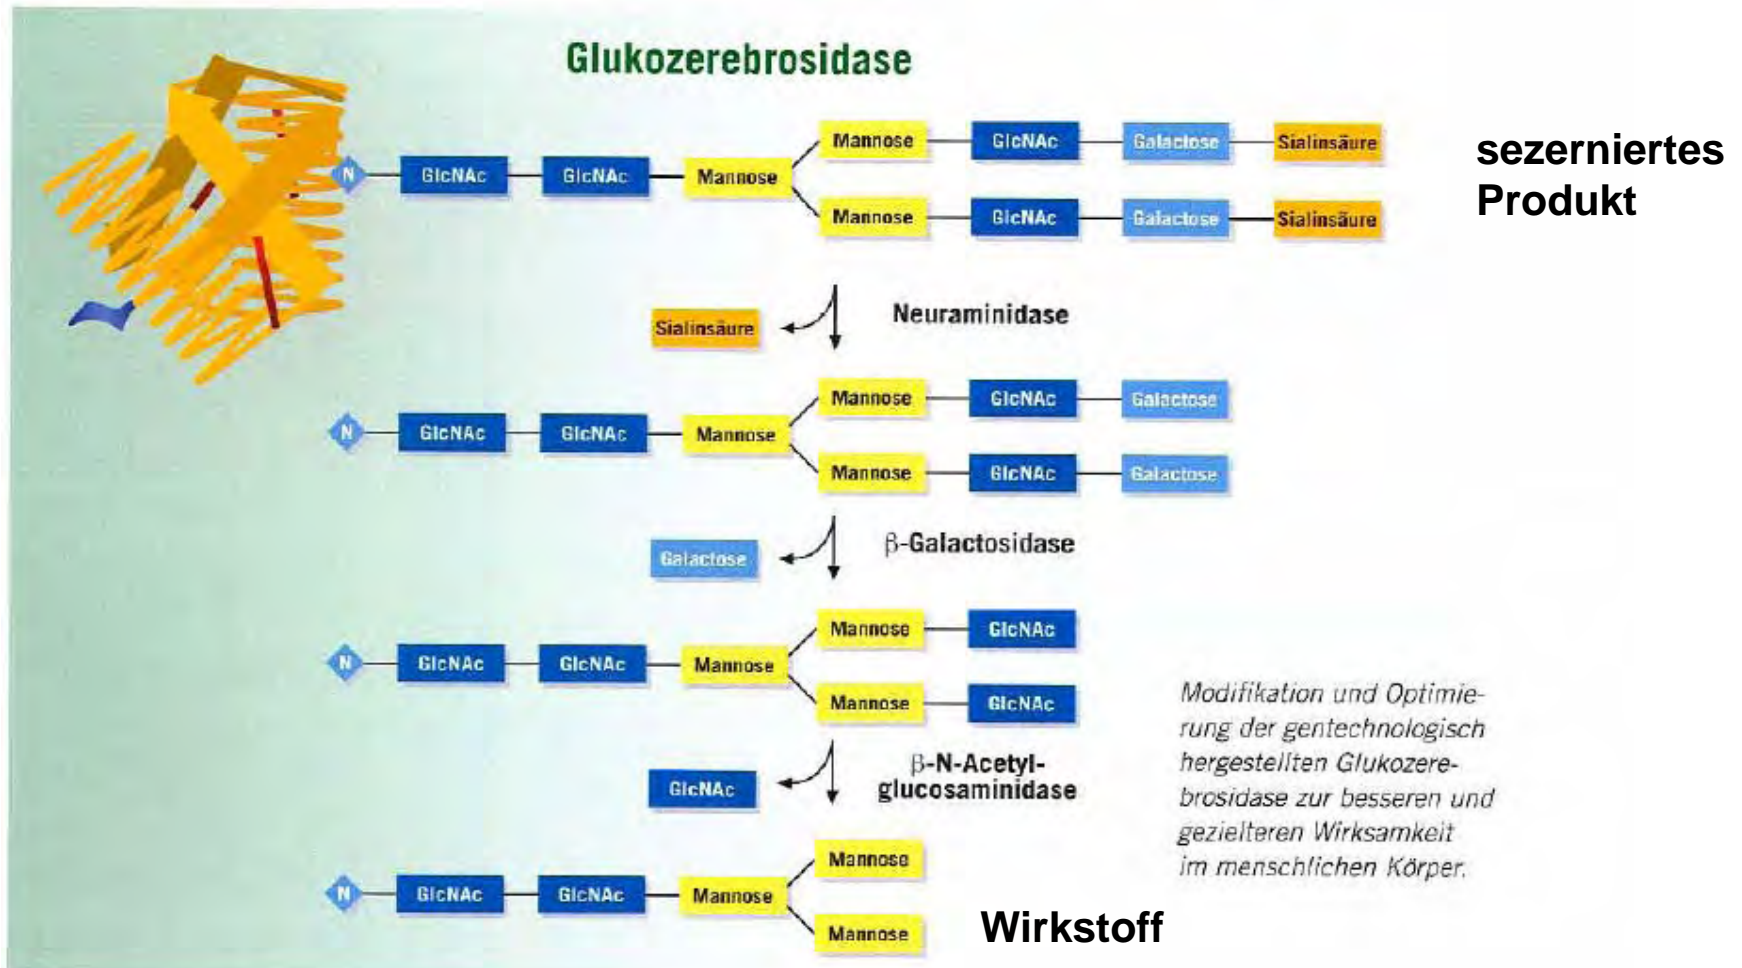 Glukozerebrosidase
Mannose GlcNAc Galactose Sialinsäure
N GlcNAc GlcNAc Mannose
Mannose GlcNAc Galactose Sialinsäure
sezerniertes
Produkt
Sialinsäure Neuraminidase
Mannose GlcNAc Galactose
N GlcNAc GlcNAc Mannose
Mannose GlcNAc Galactose
Galactose β-Galactosidase
Mannose GlcNAc
N GlcNAc GlcNAc Mannose
Mannose GlcNAc
GlcNAc
β-N-Acetyl-
glucosaminidase
Modifikation und Optimie-
rung der gentechnologisch
hergestellten Glukozere-
brosidase zur besseren und
gezielteren Wirksamkeit
im menschlichen Körper.
Mannose
N GlcNAc GlcNAc Mannose
Mannose
Wirkstoff